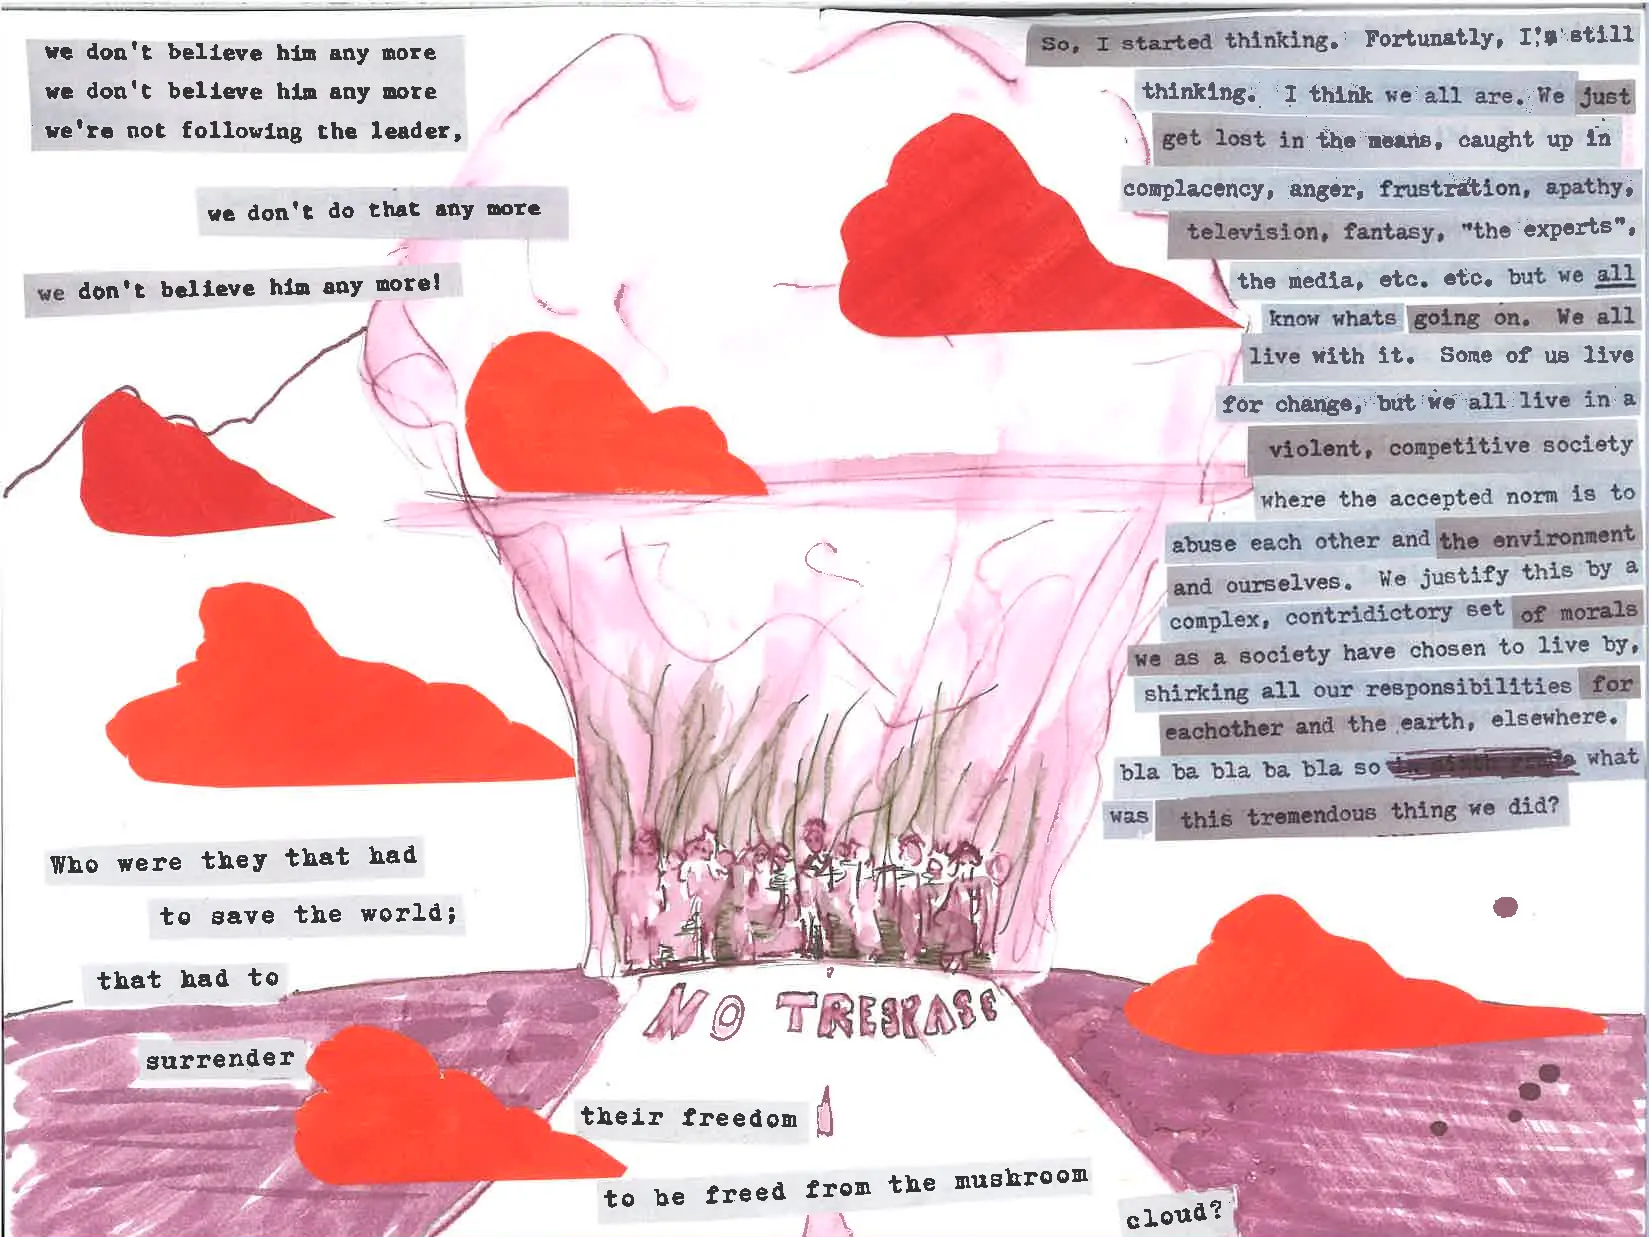 we don't believe him any more
we don't believe him any more
we're not following the leader,
we don't do that any more
we don't believe him any more!
Who were they that had
to save the world;
that had to
surrender
their freedom
to be freed from the mushroom
cloud?
NO TRESPASS
So, I started thinking. Fortunatly, I'm still
thinking. I think we all are. We just
get lost in the means, caught up in
complacency, anger, frustration, apathy,
television, fantasy, "the experts",
the media, etc. etc. but we all
know whats going on. We all
live with it. Some of us live
for change, but we all live in a
violent, competitive society
where the accepted norm is to
abuse each other and the environment
and ourselves. We justify this by a
complex, contridictory set of morals
we as a society have chosen to live by,
shirking all our responsibilities for
eachother and the earth, elsewhere.
bla ba bla ba bla so what
was this tremendous thing we did?